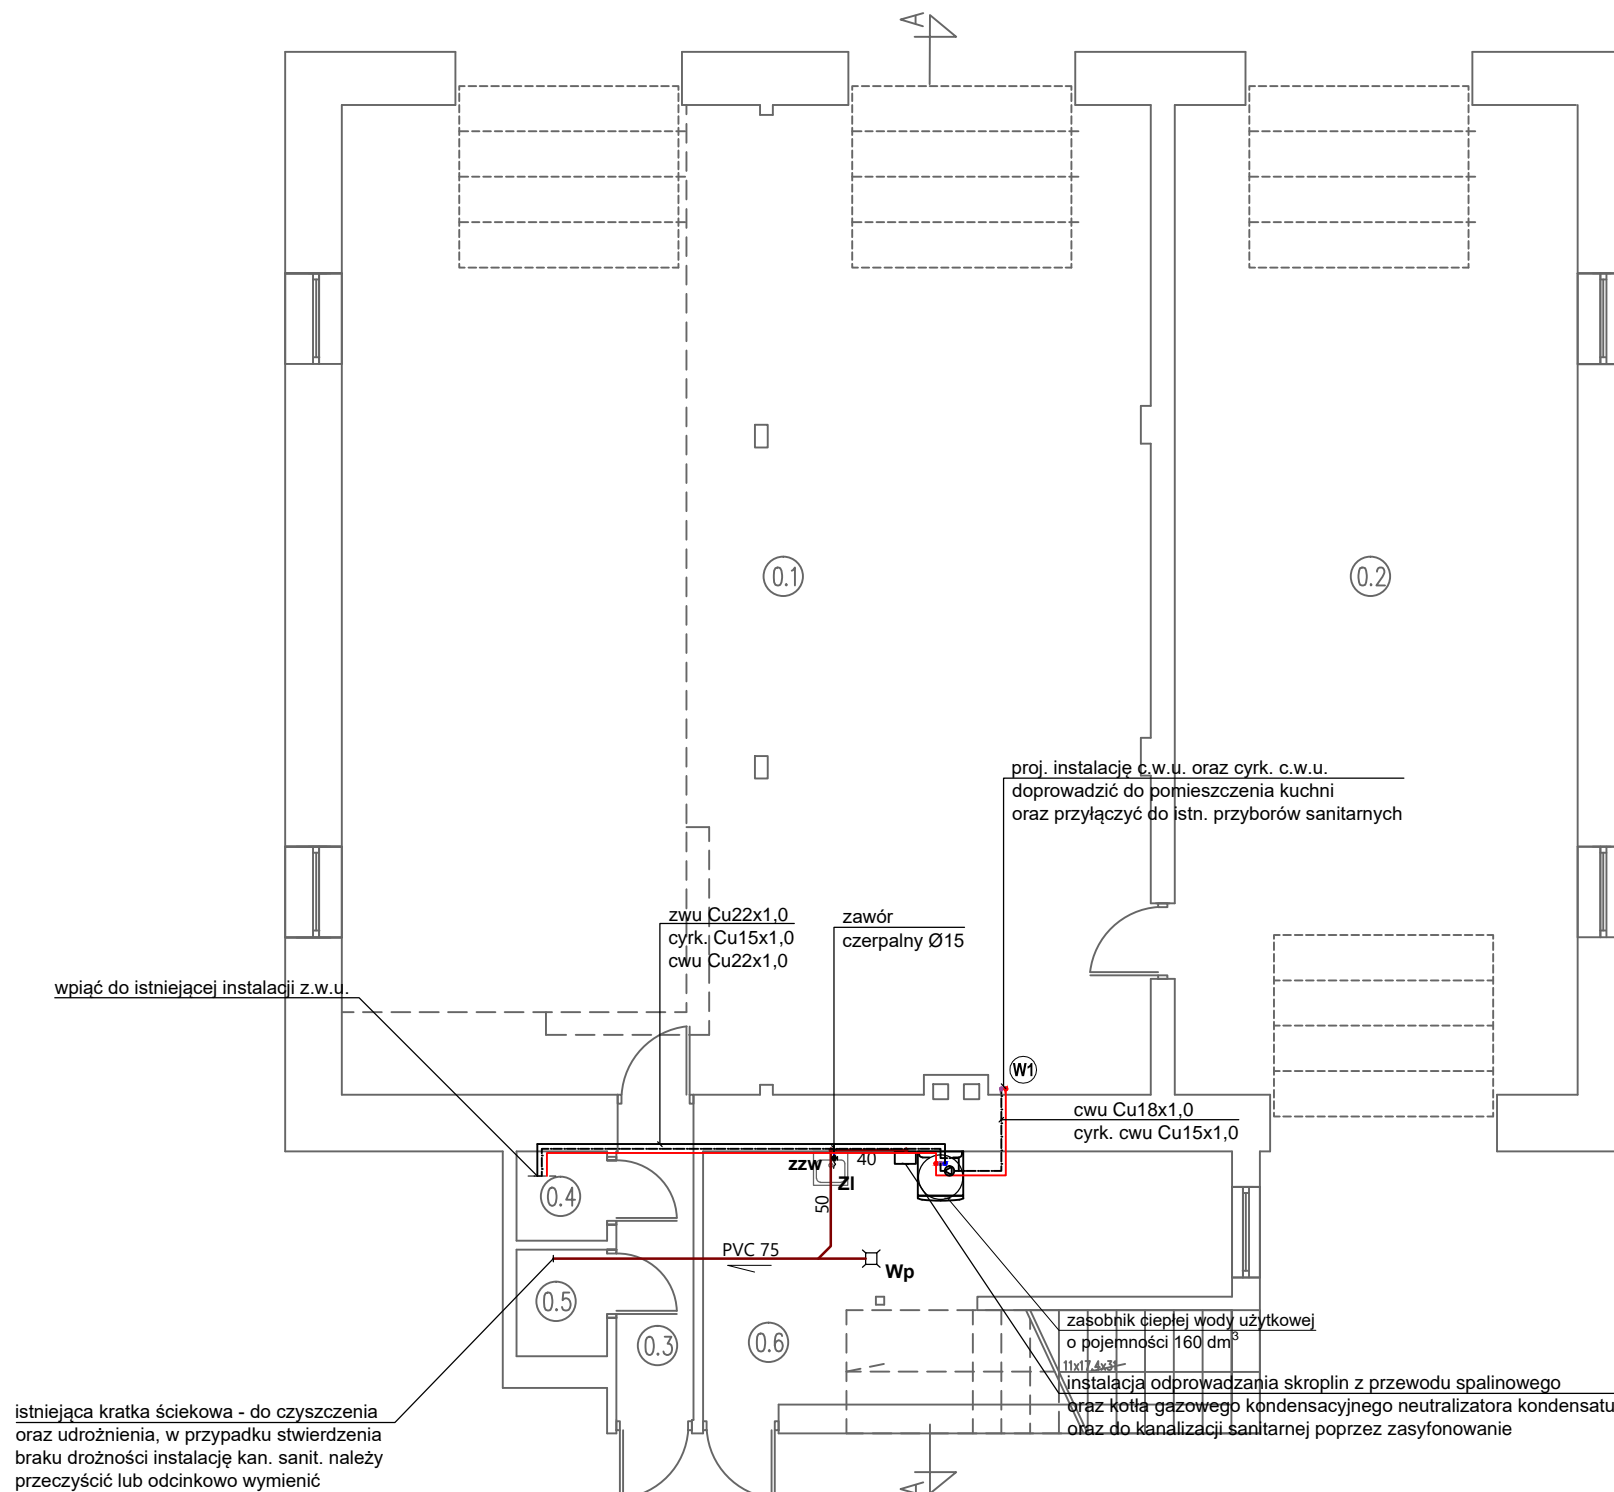 A
0.1
0.2
proj. instalację c.w.u. oraz cyrk. c.w.u.
doprowadzić do pomieszczenia kuchni
oraz przyłączyć do istn. przyborów sanitarnych
zwu Cu22x1,0
cyrk. Cu15x1,0
cwu Cu22x1,0
zawór
czerpalny Ø15
wpiąć do istniejącej instalacji z.w.u.
W1
cwu Cu18x1,0
cyrk. cwu Cu15x1,0
zzw
40
Zl
50
0.4
PVC 75
Wp
0.5
0.3
0.6
zasobnik ciepłej wody użytkowej
o pojemności 160 dm³
11x17,4x31
instalacja odprowadzania skroplin z przewodu spalinowego
oraz kotła gazowego kondensacyjnego neutralizatora kondensatu
oraz do kanalizacji sanitarnej poprzez zasyfonowanie
istniejąca kratka ściekowa - do czyszczenia
oraz udrożnienia, w przypadku stwierdzenia
braku drożności instalację kan. sanit. należy
przeczyścić lub odcinkowo wymienić
A